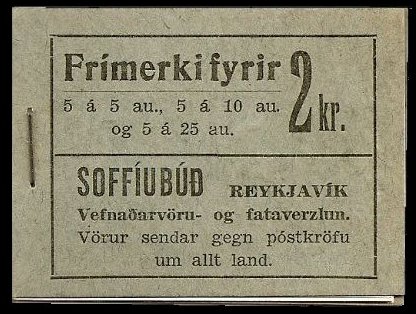 Frímerki fyrir 2 kr.
5 á 5 au., 5 á 10 au.
og 5 á 25 au.
SOFFÍUBÚÐ REYKJAVÍK
Vefnaðarvöru- og fataverzlun.
Vörur sendar gegn póstkröfu
um allt land.